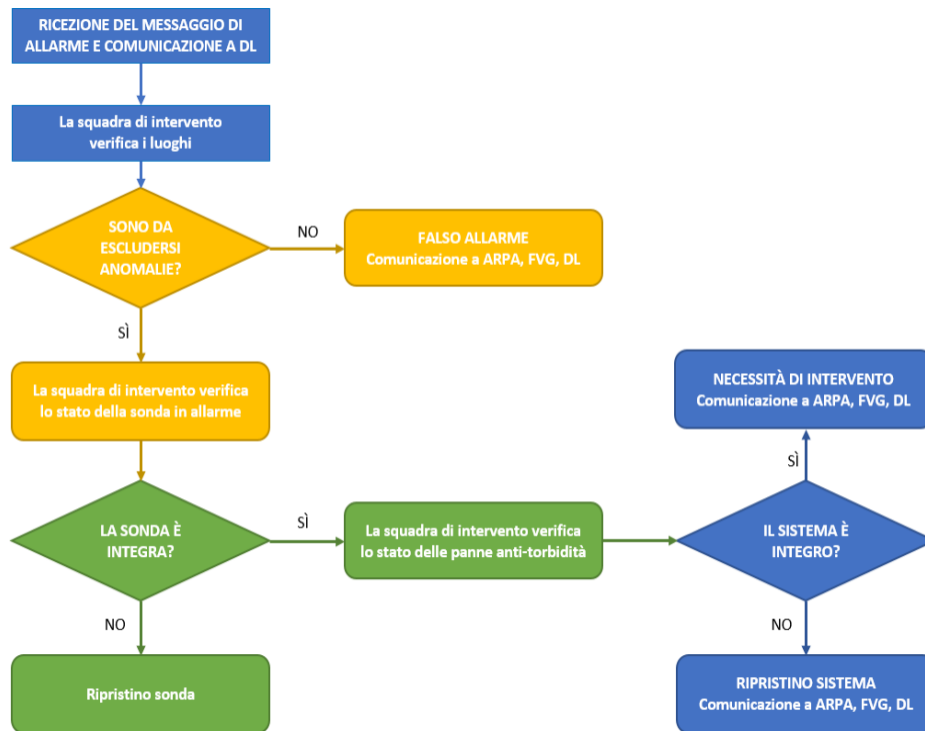 RICEZIONE DEL MESSAGGIO DI
ALLARME E COMUNICAZIONE A DL
La squadra di intervento
verifica i luoghi
SONO DA
ESCLUDERSI
ANOMALIE?
NO
FALSO ALLARME
Comunicazione a ARPA, FVG, DL
SÌ
La squadra di intervento verifica
lo stato della sonda in allarme
NECESSITÀ DI INTERVENTO
Comunicazione a ARPA, FVG, DL
SÌ
LA SONDA È
INTEGRA?
SÌ
La squadra di intervento verifica
lo stato delle panne anti-torbidità
IL SISTEMA È
INTEGRO?
NO
NO
Ripristino sonda
RIPRISTINO SISTEMA
Comunicazione a ARPA, FVG, DL